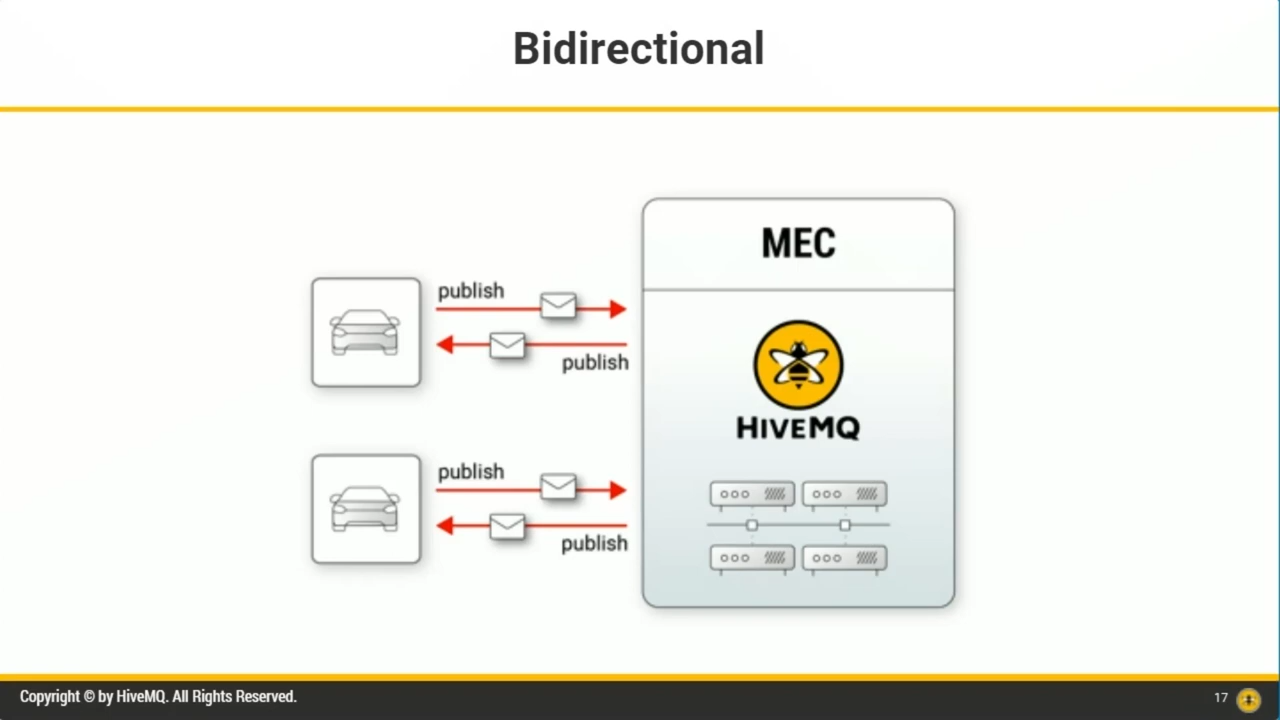 Bidirectional
MEC
publish
publish
HIVEMQ
publish
publish
Copyright © by HiveMQ. All Rights Reserved.
17